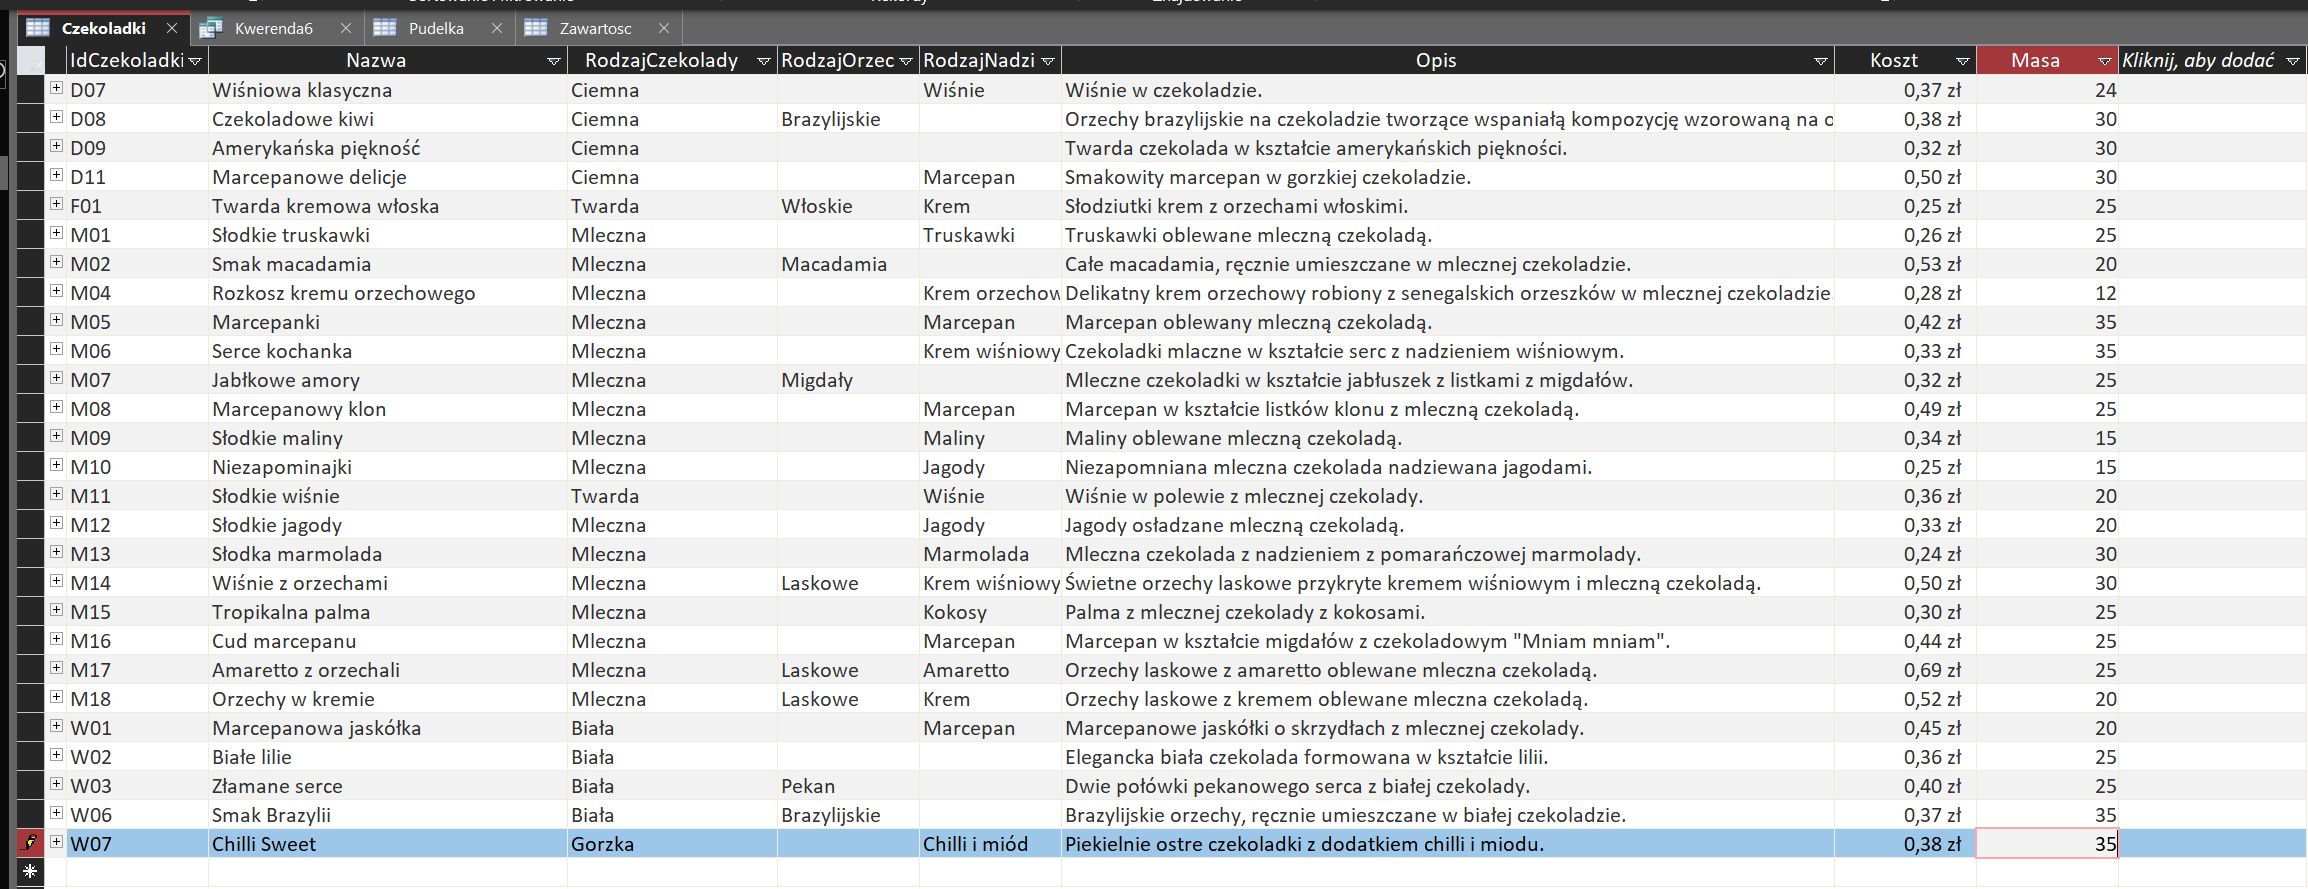 Czekoladki Kwerenda6 Pudelka Zawartosc
IdCzekoladki Nazwa RodzajCzekolady RodzajOrzec RodzajNadzi Opis Koszt Masa Kliknij, aby dodać
D07 Wiśniowa klasyczna Ciemna Wiśnie Wiśnie w czekoladzie. 0,37 zł 24
D08 Czekoladowe kiwi Ciemna Brazylijskie Orzechy brazylijskie na czekoladzie tworzące wspaniałą kompozycję wzorowaną na o 0,38 zł 30
D09 Amerykańska piękność Ciemna Twarda czekolada w kształcie amerykańskich piękności. 0,32 zł 30
D11 Marcepanowe delicje Ciemna Marcepan Smakowity marcepan w gorzkiej czekoladzie. 0,50 zł 30
F01 Twarda kremowa włoska Twarda Włoskie Krem Słodziutki krem z orzechami włoskimi. 0,25 zł 25
M01 Słodkie truskawki Mleczna Truskawki Truskawki oblewane mleczną czekoladą. 0,26 zł 25
M02 Smak macadamia Mleczna Macadamia Całe macadamia, ręcznie umieszczane w mlecznej czekoladzie. 0,53 zł 20
M04 Rozkosz kremu orzechowego Mleczna Krem orzechow Delikatny krem orzechowy robiony z senegalskich orzeszków w mlecznej czekoladzie 0,28 zł 12
M05 Marcepanki Mleczna Marcepan Marcepan oblewany mleczną czekoladą. 0,42 zł 35
M06 Serce kochanka Mleczna Krem wiśniowy Czekoladki mlaczne w kształcie serc z nadzieniem wiśniowym. 0,33 zł 35
M07 Jabłkowe amory Mleczna Migdały Mleczne czekoladki w kształcie jabłuszek z listkami z migdałów. 0,32 zł 25
M08 Marcepanowy klon Mleczna Marcepan Marcepan w kształcie listków klonu z mleczną czekoladą. 0,49 zł 25
M09 Słodkie maliny Mleczna Maliny Maliny oblewane mleczną czekoladą. 0,34 zł 15
M10 Niezapominajki Mleczna Jagody Niezapomniana mleczna czekolada nadziewana jagodami. 0,25 zł 15
M11 Słodkie wiśnie Twarda Wiśnie Wiśnie w polewie z mlecznej czekolady. 0,36 zł 20
M12 Słodkie jagody Mleczna Jagody Jagody osładzane mleczną czekoladą. 0,33 zł 20
M13 Słodka marmolada Mleczna Marmolada Mleczna czekolada z nadzieniem z pomarańczowej marmolady. 0,24 zł 30
M14 Wiśnie z orzechami Mleczna Laskowe Krem wiśniowy Świetne orzechy laskowe przykryte kremem wiśniowym i mleczną czekoladą. 0,50 zł 30
M15 Tropikalna palma Mleczna Kokosy Palma z mlecznej czekolady z kokosami. 0,30 zł 25
M16 Cud marcepanu Mleczna Marcepan Marcepan w kształcie migdałów z czekoladowym "Mniam mniam". 0,44 zł 25
M17 Amaretto z orzechali Mleczna Laskowe Amaretto Orzechy laskowe z amaretto oblewane mleczna czekoladą. 0,69 zł 25
M18 Orzechy w kremie Mleczna Laskowe Krem Orzechy laskowe z kremem oblewane mleczna czekoladą. 0,52 zł 20
W01 Marcepanowa jaskółka Biała Marcepan Marcepanowe jaskółki o skrzydłach z mlecznej czekolady. 0,45 zł 20
W02 Białe lilie Biała Elegancka biała czekolada formowana w kształcie lilii. 0,36 zł 25
W03 Złamane serce Biała Pekan Dwie połówki pekanowego serca z białej czekolady. 0,40 zł 25
W06 Smak Brazylii Biała Brazylijskie Brazylijskie orzechy, ręcznie umieszczane w białej czekoladzie. 0,37 zł 35
W07 Chilli Sweet Gorzka Chilli i miód Piekielnie ostre czekoladki z dodatkiem chilli i miodu. 0,38 zł 35